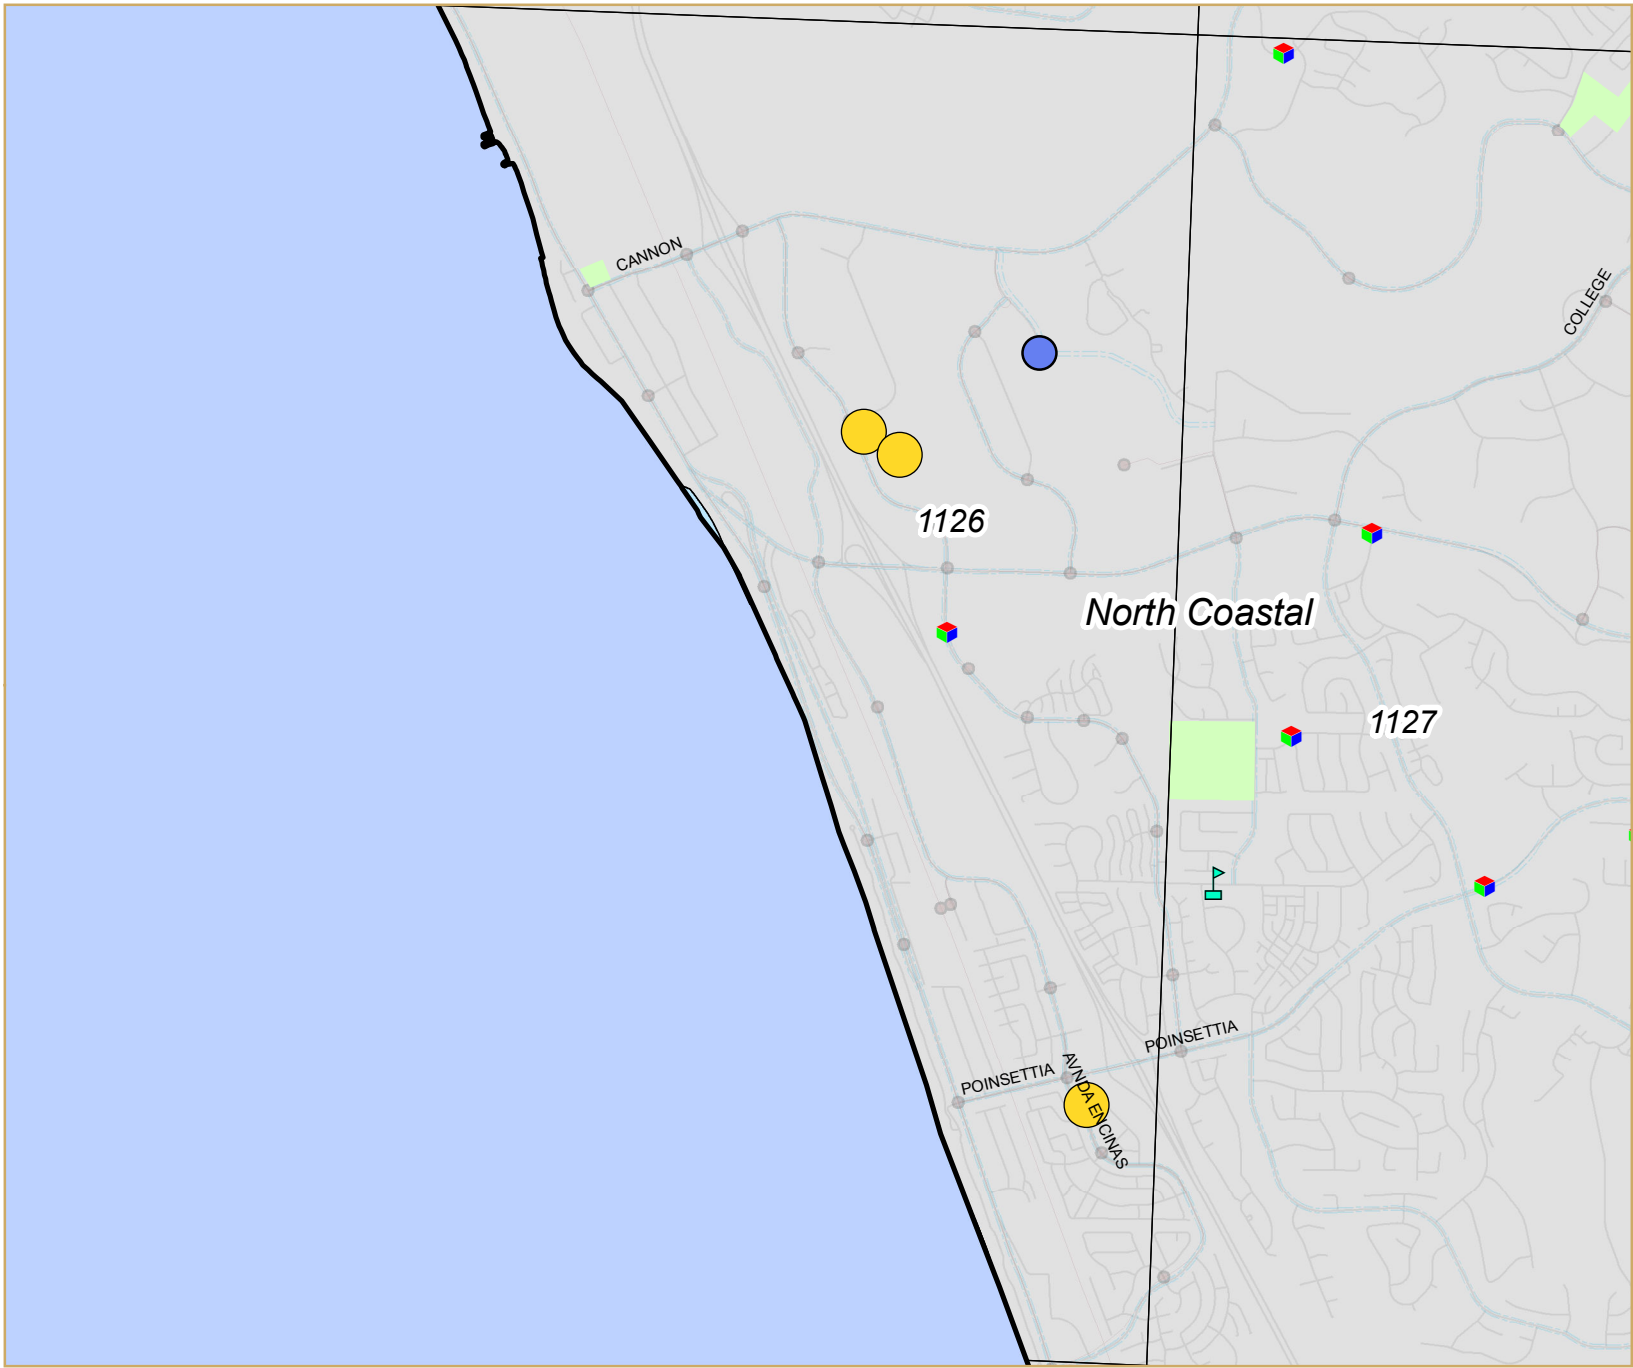 CANNON
COLLEGE
1126
North Coastal
1127
POINSETTIA
POINSETTIA
AVNDA ENCINAS